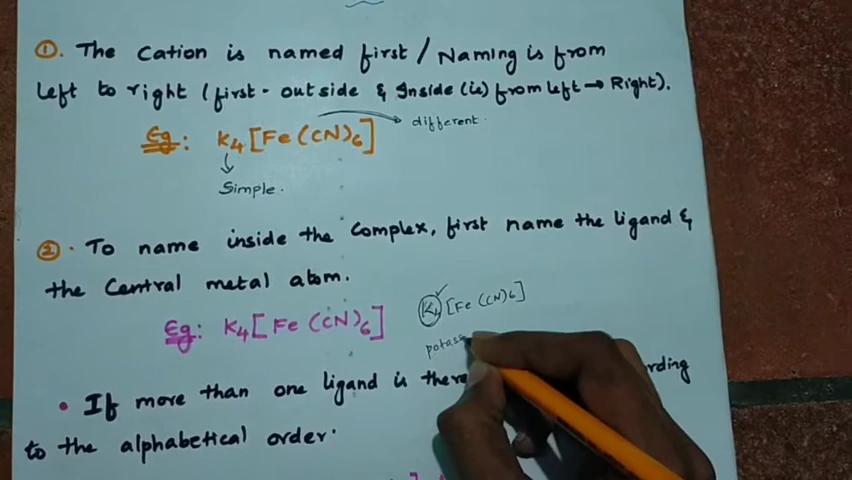 ①. The Cation is named first / Naming is from
left to right (first - outside & Inside (is) from left → Right).
Eg: K₄[Fe(CN)₆] different.
Simple.
②. To name inside the Complex, first name the ligand &
the Central metal atom.
Eg: K₄[Fe(CN)₆] K₄[Fe(CN)₆]
potass
• If more than one ligand is
to the alphabetical order.